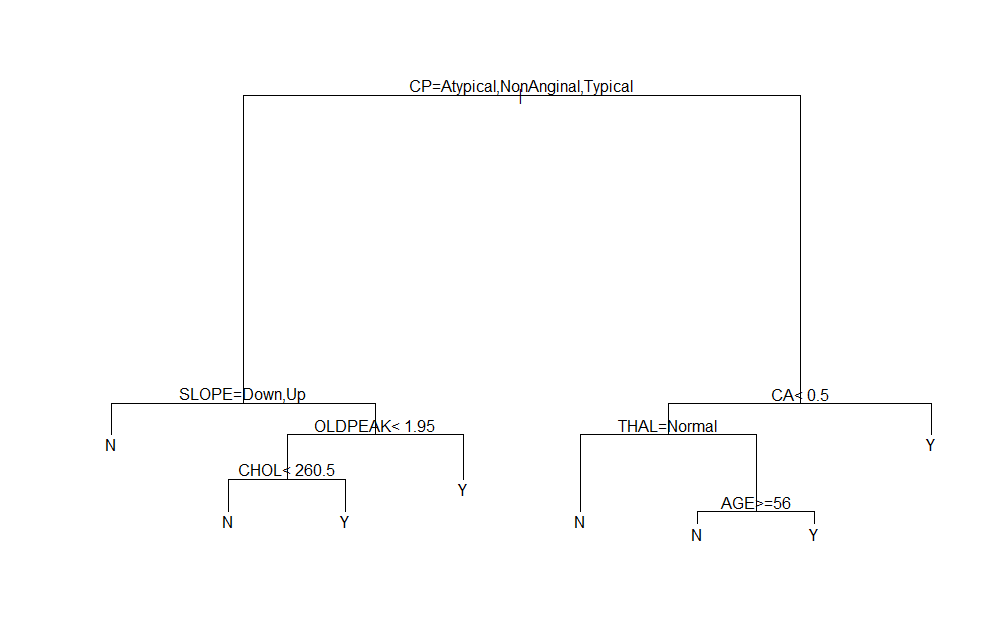 CP=Atypical,NonAnginal,Typical
SLOPE=Down,Up
CA< 0.5
N
OLDPEAK< 1.95
THAL=Normal
Y
CHOL< 260.5
Y
N
Y
N
AGE>=56
N
Y